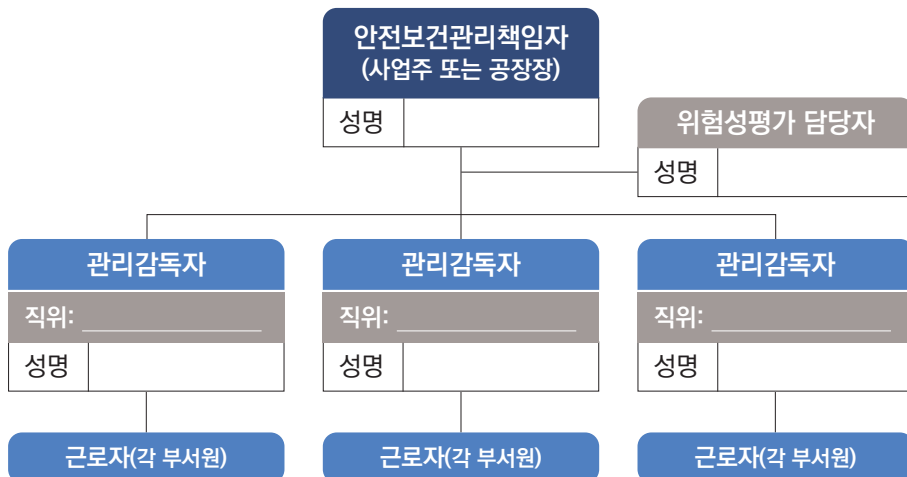 안전보건관리책임자
(사업주 또는 공장장)
성명
위험성평가 담당자
성명
관리감독자
관리감독자
관리감독자
직위:
직위:
직위:
성명
성명
성명
근로자(각 부서원)
근로자(각 부서원)
근로자(각 부서원)